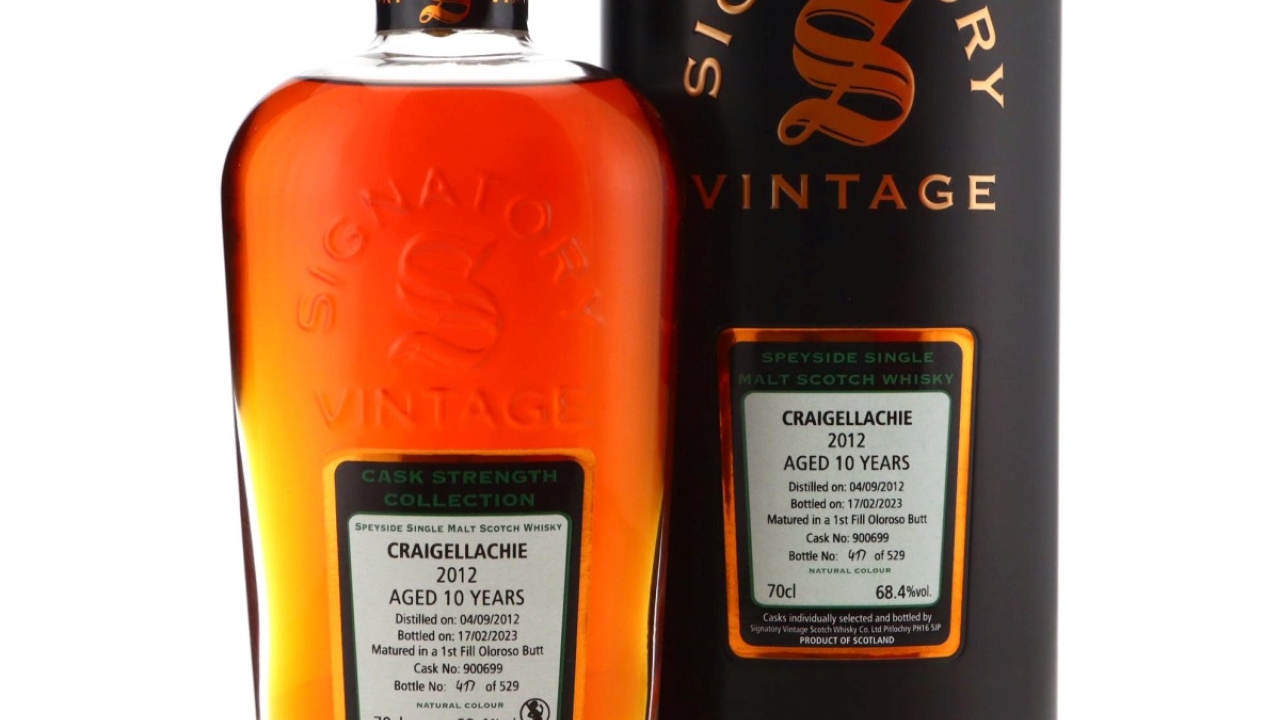 SIGNATORY
VINTAGE
CASK STRENGTH
COLLECTION
SPEYSIDE SINGLE MALT SCOTCH WHISKY
CRAIGELLACHIE
2012
AGED 10 YEARS
Distilled on: 04/09/2012
Bottled on: 17/02/2023
Matured in a 1st Fill Oloroso Butt
Cask No: 900699
Bottle No: 417 of 529
NATURAL COLOUR
VINTAGE
SPEYSIDE SINGLE
MALT SCOTCH WHISKY
CRAIGELLACHIE
2012
AGED 10 YEARS
Distilled on: 04/09/2012
Bottled on: 17/02/2023
Matured in a 1st Fill Oloroso Butt
Cask No: 900699
Bottle No: 417 of 529
NATURAL COLOUR
70cl 68.4%vol.
Casks individually selected and bottled by
Signatory Vintage Scotch Whisky Co. Ltd Pitlochry PH16 5JP
PRODUCT OF SCOTLAND